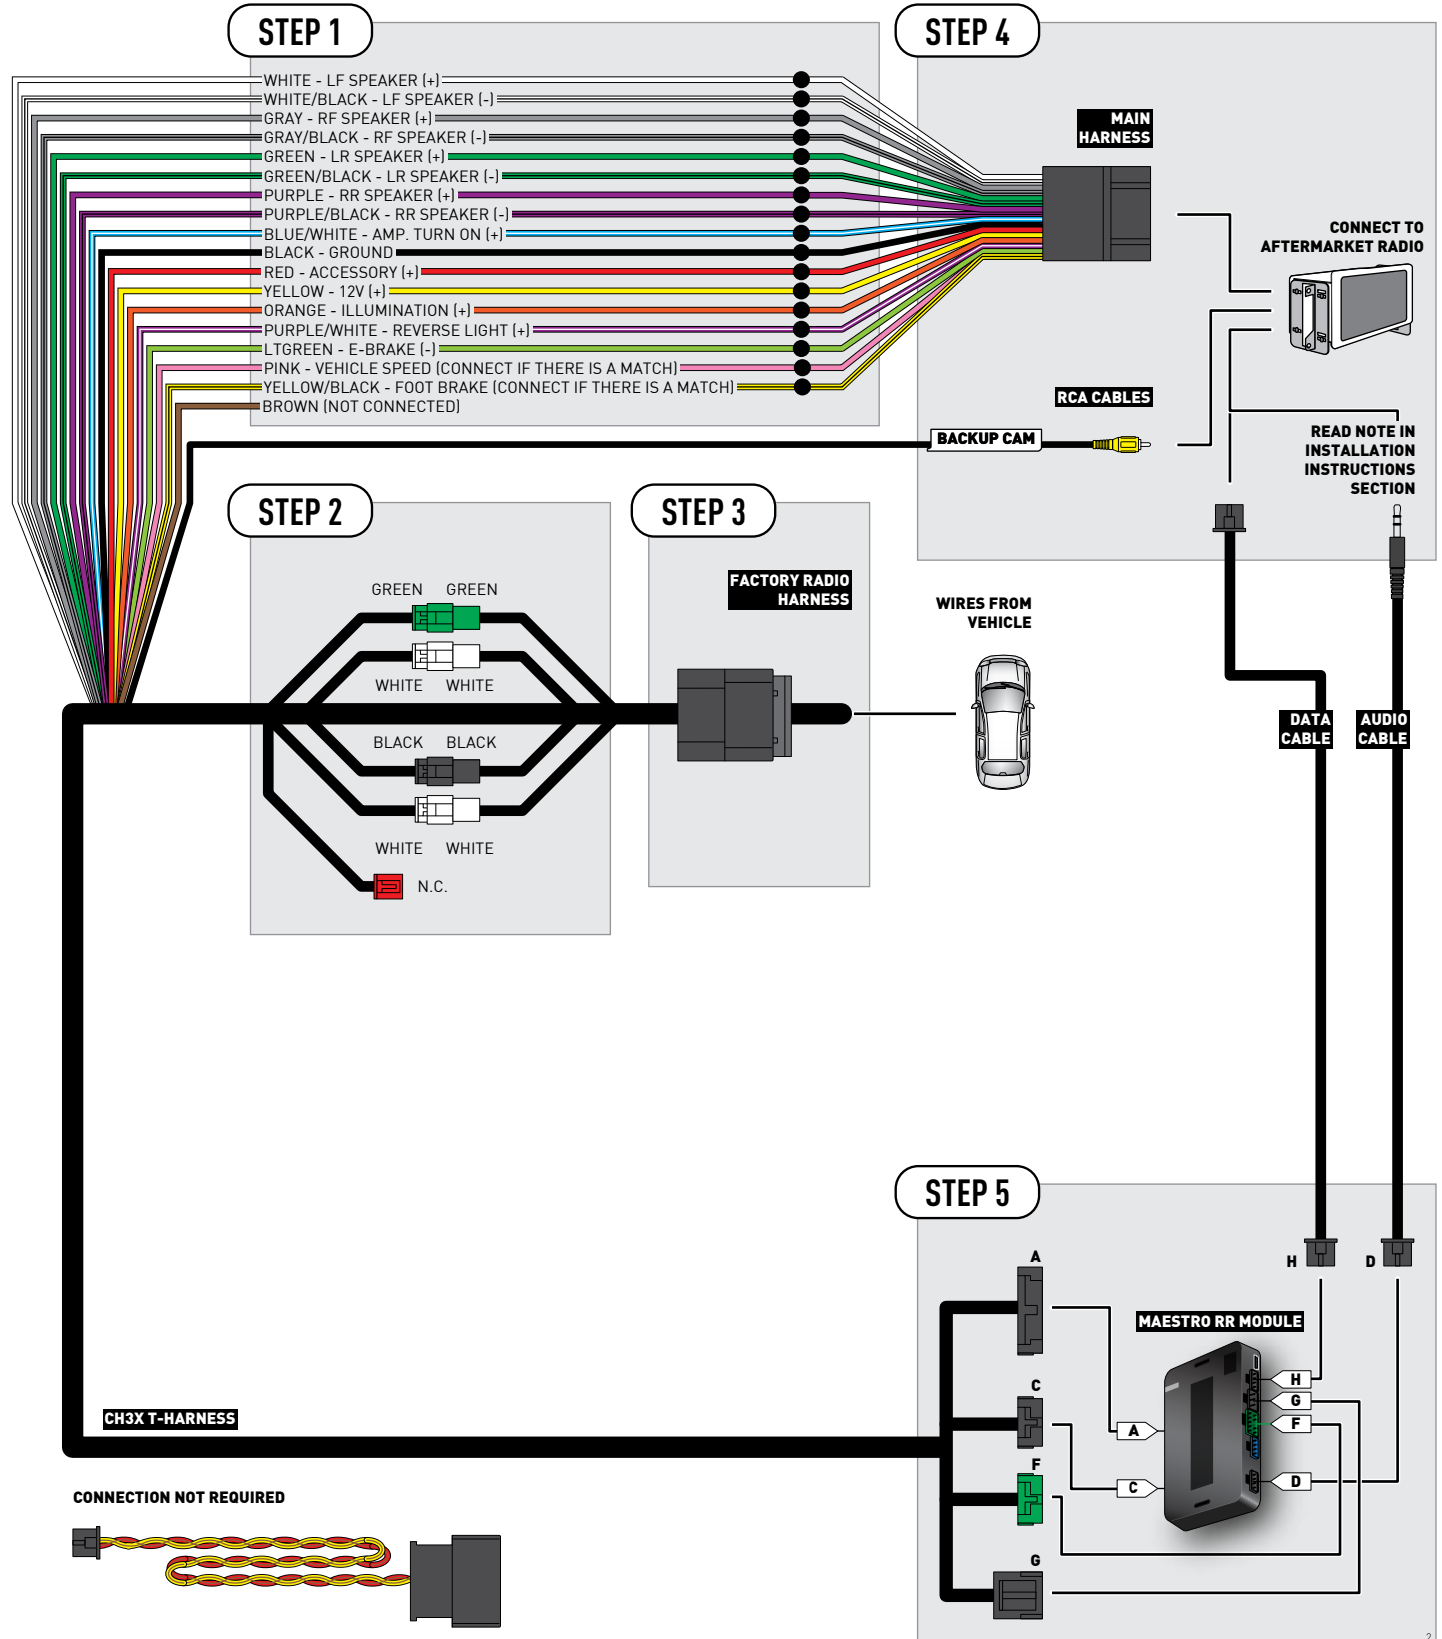 STEP 1
WHITE - LF SPEAKER (+)
WHITE/BLACK - LF SPEAKER (-)
GRAY - RF SPEAKER (+)
GRAY/BLACK - RF SPEAKER (-)
GREEN - LR SPEAKER (+)
GREEN/BLACK - LR SPEAKER (-)
PURPLE - RR SPEAKER (+)
PURPLE/BLACK - RR SPEAKER (-)
BLUE/WHITE - AMP. TURN ON (+)
BLACK - GROUND
RED - ACCESSORY (+)
YELLOW - 12V (+)
ORANGE - ILLUMINATION (+)
PURPLE/WHITE - REVERSE LIGHT (+)
LTGREEN - E-BRAKE (-)
PINK - VEHICLE SPEED (CONNECT IF THERE IS A MATCH)
YELLOW/BLACK - FOOT BRAKE (CONNECT IF THERE IS A MATCH)
BROWN (NOT CONNECTED)
STEP 4
MAIN
HARNESS
CONNECT TO
AFTERMARKET RADIO
RCA CABLES
BACKUP CAM
READ NOTE IN
INSTALLATION
INSTRUCTIONS
SECTION
STEP 2
GREEN GREEN
WHITE WHITE
BLACK BLACK
WHITE WHITE
N.C.
STEP 3
FACTORY RADIO
HARNESS
WIRES FROM
VEHICLE
DATA
CABLE
AUDIO
CABLE
STEP 5
H
D
A
C
F
G
MAESTRO RR MODULE
H
G
F
D
A
C
CH3X T-HARNESS
CONNECTION NOT REQUIRED
2